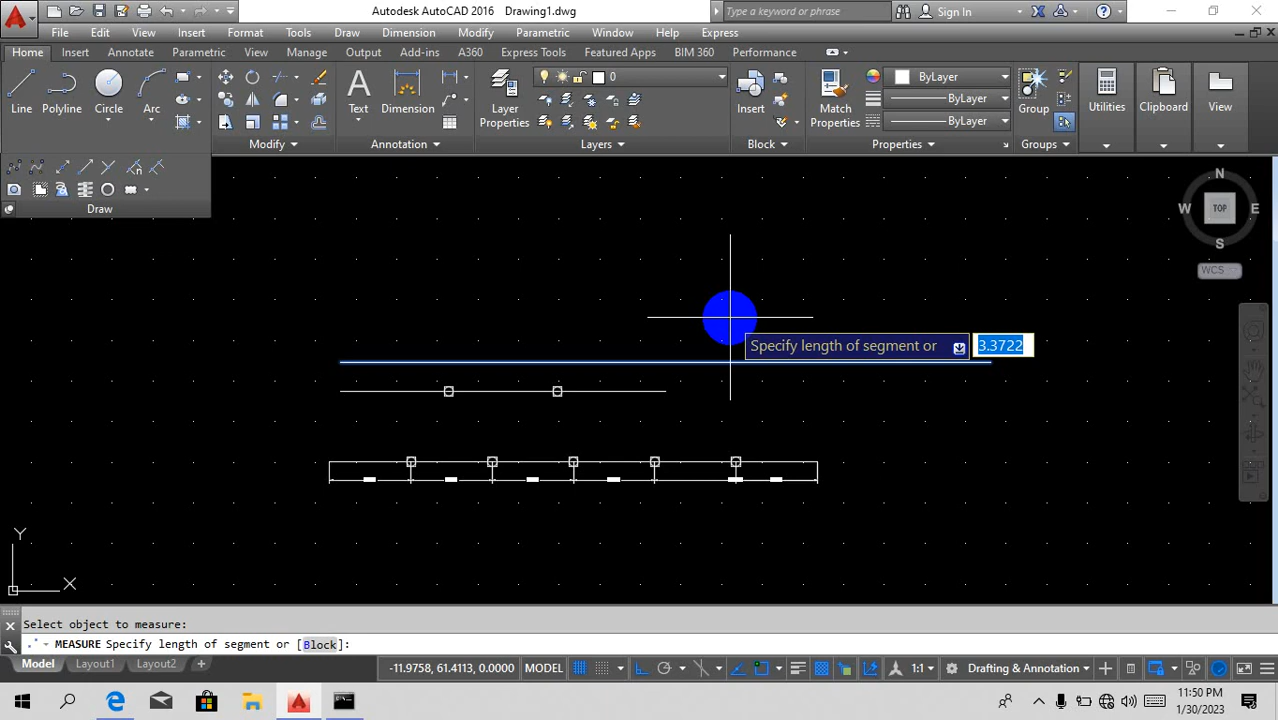 Autodesk AutoCAD 2016 Drawing1.dwg
Type a keyword or phrase
Sign In
File Edit View Insert Format Tools Draw Dimension Modify Parametric Window Help Express
Home Insert Annotate Parametric View Manage Output Add-ins A360 Express Tools Featured Apps BIM 360 Performance
Line Polyline Circle Arc
Text Dimension
Layer
Properties
0
Insert
Match
Properties
ByLayer
ByLayer
ByLayer
Group
Utilities
Clipboard
View
Modify
Annotation
Layers
Block
Properties
Groups
Draw
N
W TOP E
S
WCS
Specify length of segment or 3.3722
Y
X
Select object to measure:
MEASURE Specify length of segment or [Block]:
Model Layout1 Layout2 +
-11.9758, 61.4113, 0.0000 MODEL
1:1
Drafting & Annotation
11:50 PM
1/30/2023